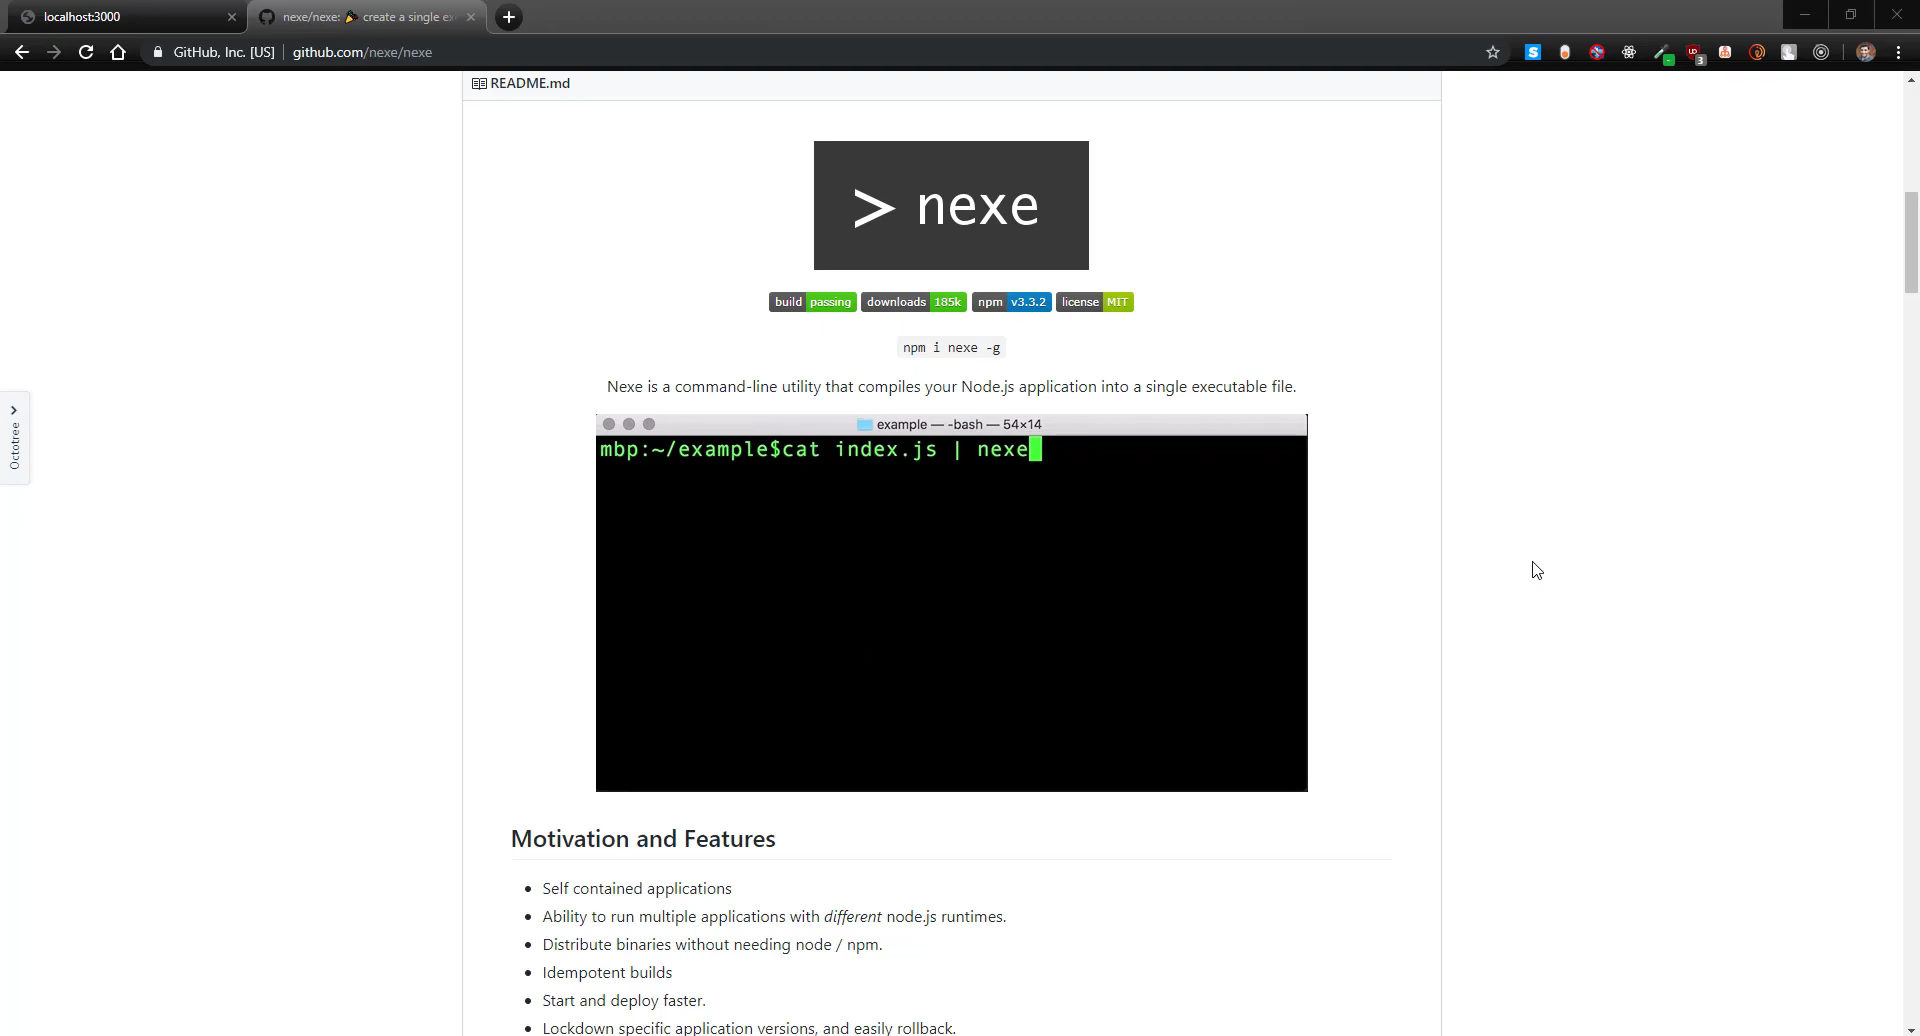 localhost:3000
nexe/nexe: 🎉 create a single exe
GitHub, Inc. [US] github.com/nexe/nexe
3
README.md
> nexe
build passing downloads 185k npm v3.3.2 license MIT
npm i nexe -g
Nexe is a command-line utility that compiles your Node.js application into a single executable file.
example — -bash — 54×14
mbp:~/example$cat index.js | nexe
Octotree
Motivation and Features
• Self contained applications
• Ability to run multiple applications with different node.js runtimes.
• Distribute binaries without needing node / npm.
• Idempotent builds
• Start and deploy faster.
• Lockdown specific application versions, and easily rollback.